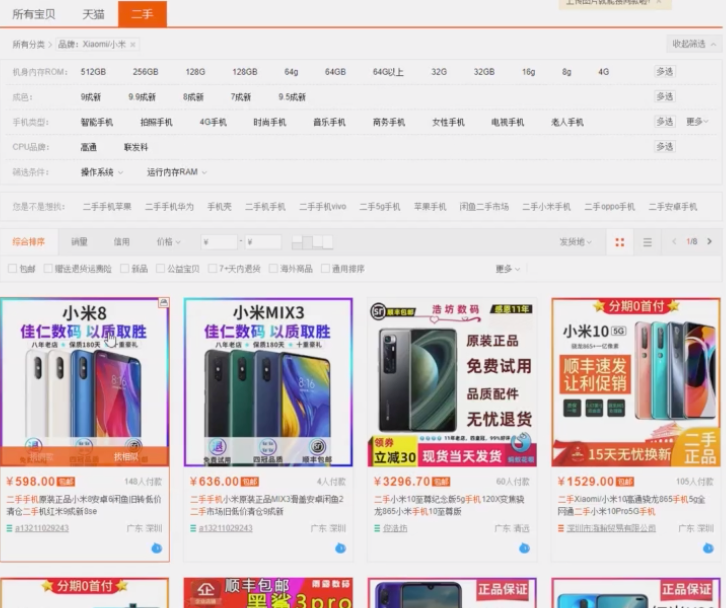 所有宝贝 天猫 二手
所有分类 > 品牌：Xiaomi/小米 × 收起筛选
机身内存ROM： 512GB 256GB 128G 128GB 64g 64GB 64G以上 32G 32GB 16g 8g 4G 多选
成色： 9成新 9.9成新 8成新 7成新 9.5成新 多选
手机类型： 智能手机 拍照手机 4G手机 时尚手机 音乐手机 商务手机 女性手机 电视手机 老人手机 多选 更多
CPU品牌： 高通 联发科 多选
筛选条件： 操作系统 运行内存RAM
您是不是想找： 二手手机苹果 二手手机华为 手机壳 二手手机手机 二手手机vivo 二手5g手机 苹果手机 闲鱼二手市场 二手小米手机 二手oppo手机 二手安卓手机
综合排序 销量 信用 价格 ¥ - ¥ 发货地 < 1/8 >
包邮 赠送退货运费险 新品 公益宝贝 7+天内退货 海外商品 通用排序 更多
小米8
佳仁数码 以质取胜
八年老店 + 保质180天 + 十重豪礼
找同款 找相似
¥598.00 包邮 148人付款
二手手机原装正品小米8安卓6闲鱼旧转低价清仓二手机红米9成新8se
a13211029243 广东 深圳
小米MIX3
佳仁数码 以质取胜
八年老店 + 保质180天 + 十重豪礼
8:16
免费试用 四冠品质 顺丰包邮
¥636.00 包邮 4人付款
二手手机小米原装正品MIX3滑盖安卓闲鱼2二手市场旧低价清仓9成新
a13211029243 广东 深圳
顺丰包邮 浩坊数码 感恩11年
原装正品
免费试用
品质配件
无忧退货
领券
立减30 现货当天发货
¥3296.70 包邮 60人付款
二手小米10至尊纪念版5g手机120X变焦骁龙865小米手机10至尊版
广东 清远
分期0首付
小米10 5G
骁龙865+一亿像素
顺丰速发
让利促销
15天无忧换新
二手正品
¥1529.00 包邮 105人付款
二手Xiaomi/小米10高通骁龙865手机5g全网通二手小米10Pro5G手机
广东 深圳
分期0首付
企 顺丰包邮
黑鲨3pro
正品保证
正品保证